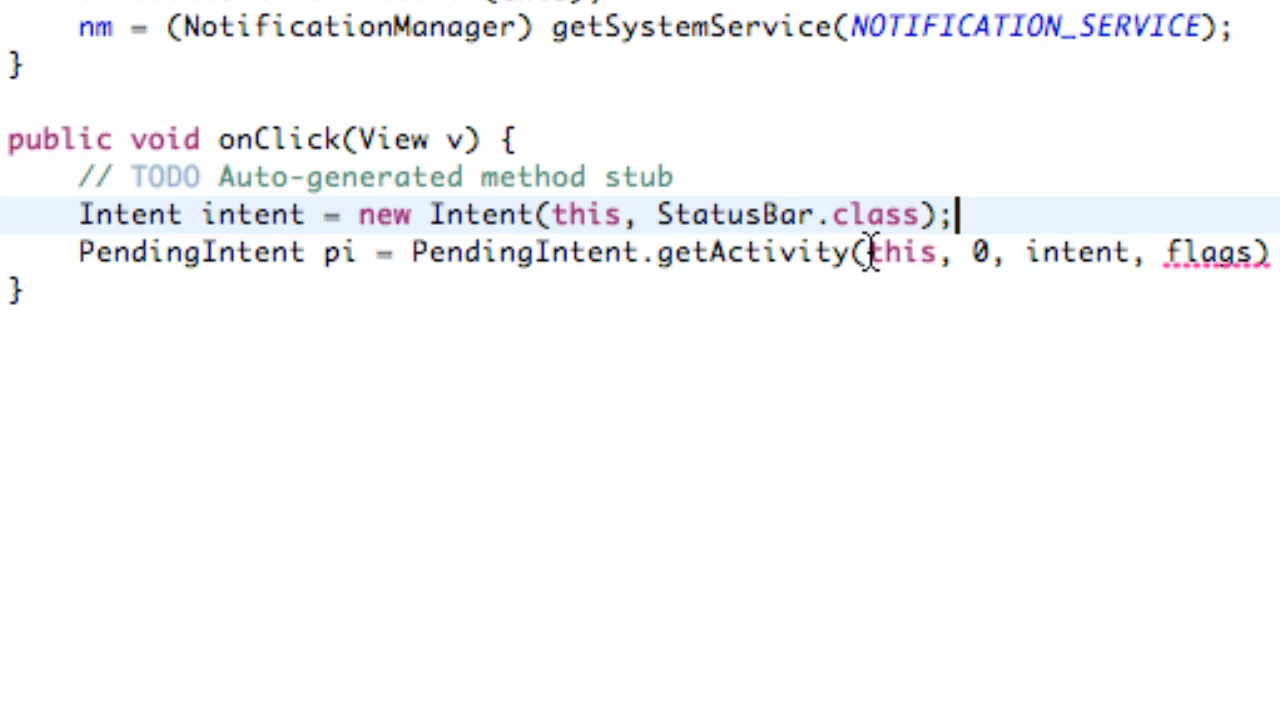 nm = (NotificationManager) getSystemService(NOTIFICATION_SERVICE);
}
public void onClick(View v) {
// TODO Auto-generated method stub
Intent intent = new Intent(this, StatusBar.class);
PendingIntent pi = PendingIntent.getActivity(this, 0, intent, flags)
}